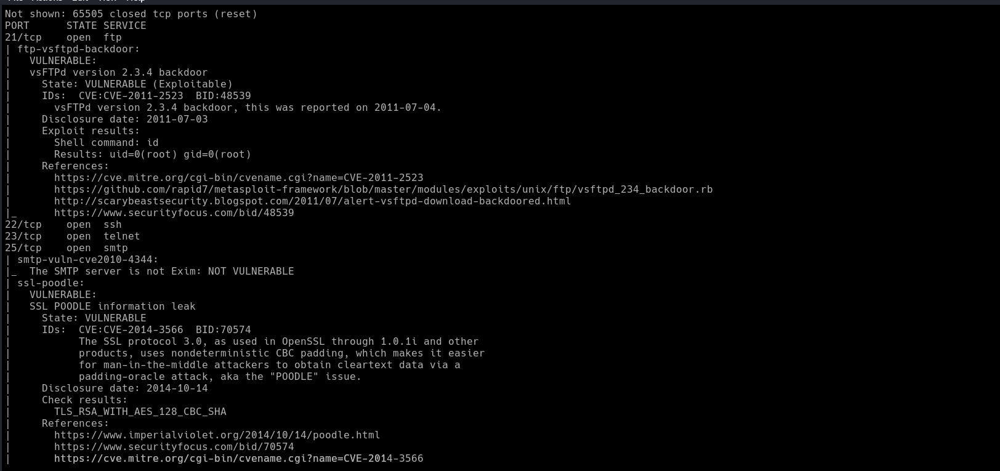 Not shown: 65505 closed tcp ports (reset)
PORT      STATE SERVICE
21/tcp    open  ftp
| ftp-vsftpd-backdoor:
|   VULNERABLE:
|   vsFTPd version 2.3.4 backdoor
|     State: VULNERABLE (Exploitable)
|     IDs:  CVE:CVE-2011-2523  BID:48539
|       vsFTPd version 2.3.4 backdoor, this was reported on 2011-07-04.
|     Disclosure date: 2011-07-03
|     Exploit results:
|       Shell command: id
|       Results: uid=0(root) gid=0(root)
|     References:
|       https://cve.mitre.org/cgi-bin/cvename.cgi?name=CVE-2011-2523
|       https://github.com/rapid7/metasploit-framework/blob/master/modules/exploits/unix/ftp/vsftpd_234_backdoor.rb
|       http://scarybeastsecurity.blogspot.com/2011/07/alert-vsftpd-download-backdoored.html
|_      https://www.securityfocus.com/bid/48539
22/tcp    open  ssh
23/tcp    open  telnet
25/tcp    open  smtp
| smtp-vuln-cve2010-4344:
|_  The SMTP server is not Exim: NOT VULNERABLE
| ssl-poodle:
|   VULNERABLE:
|   SSL POODLE information leak
|     State: VULNERABLE
|     IDs:  CVE:CVE-2014-3566  BID:70574
|           The SSL protocol 3.0, as used in OpenSSL through 1.0.1i and other
|           products, uses nondeterministic CBC padding, which makes it easier
|           for man-in-the-middle attackers to obtain cleartext data via a
|           padding-oracle attack, aka the "POODLE" issue.
|     Disclosure date: 2014-10-14
|     Check results:
|       TLS_RSA_WITH_AES_128_CBC_SHA
|     References:
|       https://www.imperialviolet.org/2014/10/14/poodle.html
|       https://www.securityfocus.com/bid/70574
|       https://cve.mitre.org/cgi-bin/cvename.cgi?name=CVE-2014-3566